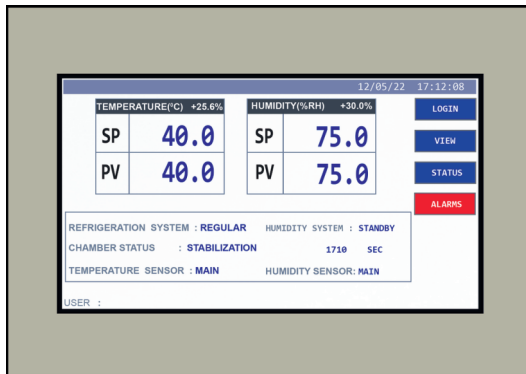 12/05/22 17:12:08
TEMPERATURE(ºC) +25.6%
SP 40.0
PV 40.0
HUMIDITY(%RH) +30.0%
SP 75.0
PV 75.0
LOGIN
VIEW
STATUS
ALARMS
REFRIGERATION SYSTEM : REGULAR HUMIDITY SYSTEM : STANDBY
CHAMBER STATUS : STABILIZATION 1710 SEC
TEMPERATURE SENSOR : MAIN HUMIDITY SENSOR: MAIN
USER :